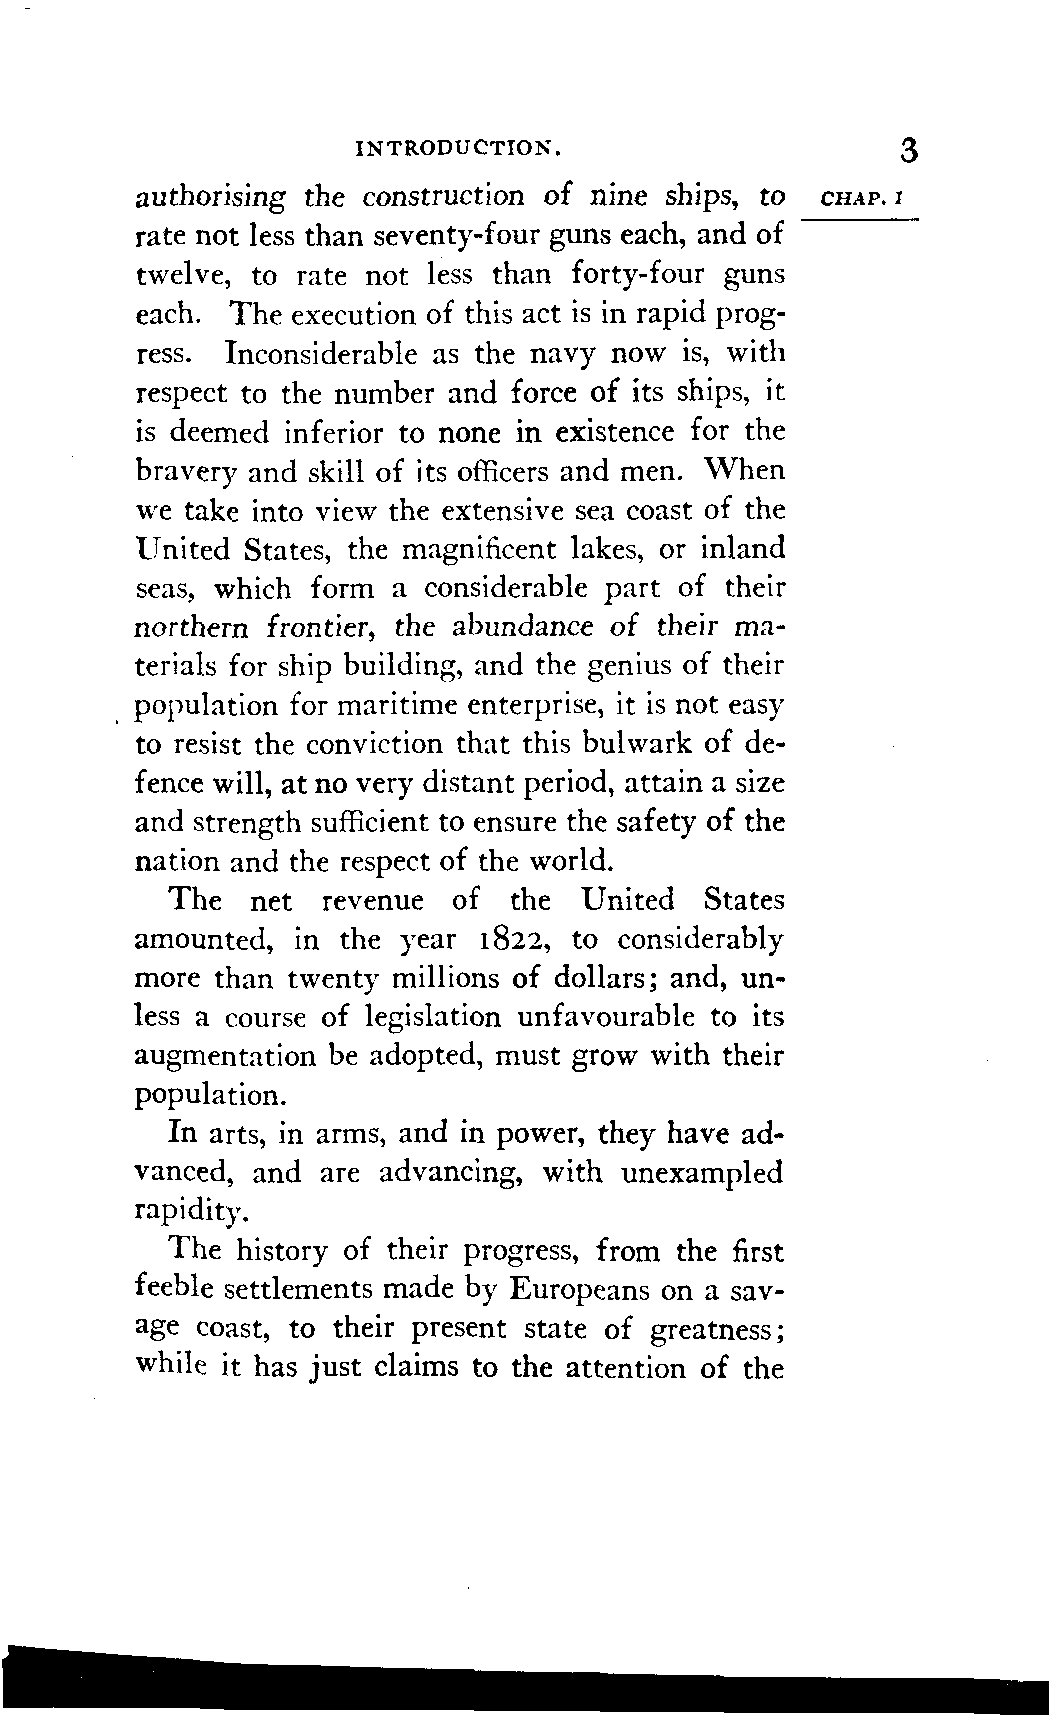 INTRODUCTION. 3
CHAP. I
authorising the construction of nine ships, to
rate not less than seventy-four guns each, and of
twelve, to rate not less than forty-four guns
each. The execution of this act is in rapid prog-
ress. Inconsiderable as the navy now is, with
respect to the number and force of its ships, it
is deemed inferior to none in existence for the
bravery and skill of its officers and men. When
we take into view the extensive sea coast of the
United States, the magnificent lakes, or inland
seas, which form a considerable part of their
northern frontier, the abundance of their ma-
terials for ship building, and the genius of their
population for maritime enterprise, it is not easy
to resist the conviction that this bulwark of de-
fence will, at no very distant period, attain a size
and strength sufficient to ensure the safety of the
nation and the respect of the world.
The net revenue of the United States
amounted, in the year 1822, to considerably
more than twenty millions of dollars; and, un-
less a course of legislation unfavourable to its
augmentation be adopted, must grow with their
population.
In arts, in arms, and in power, they have ad-
vanced, and are advancing, with unexampled
rapidity.
The history of their progress, from the first
feeble settlements made by Europeans on a sav-
age coast, to their present state of greatness;
while it has just claims to the attention of the